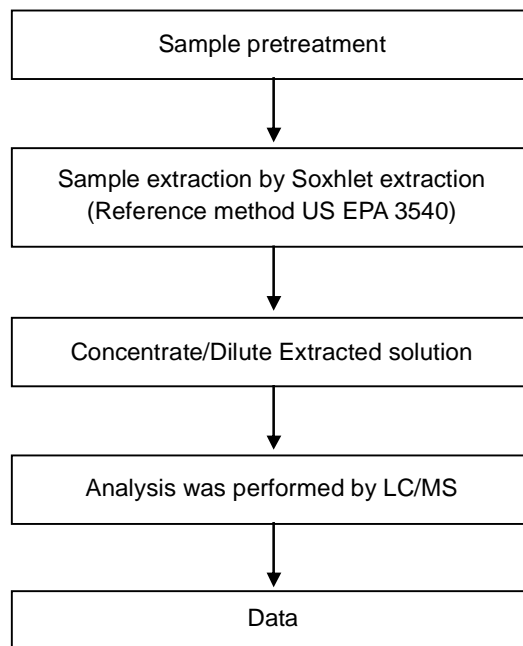 Sample pretreatment
Sample extraction by Soxhlet extraction
(Reference method US EPA 3540)
Concentrate/Dilute Extracted solution
Analysis was performed by LC/MS
Data